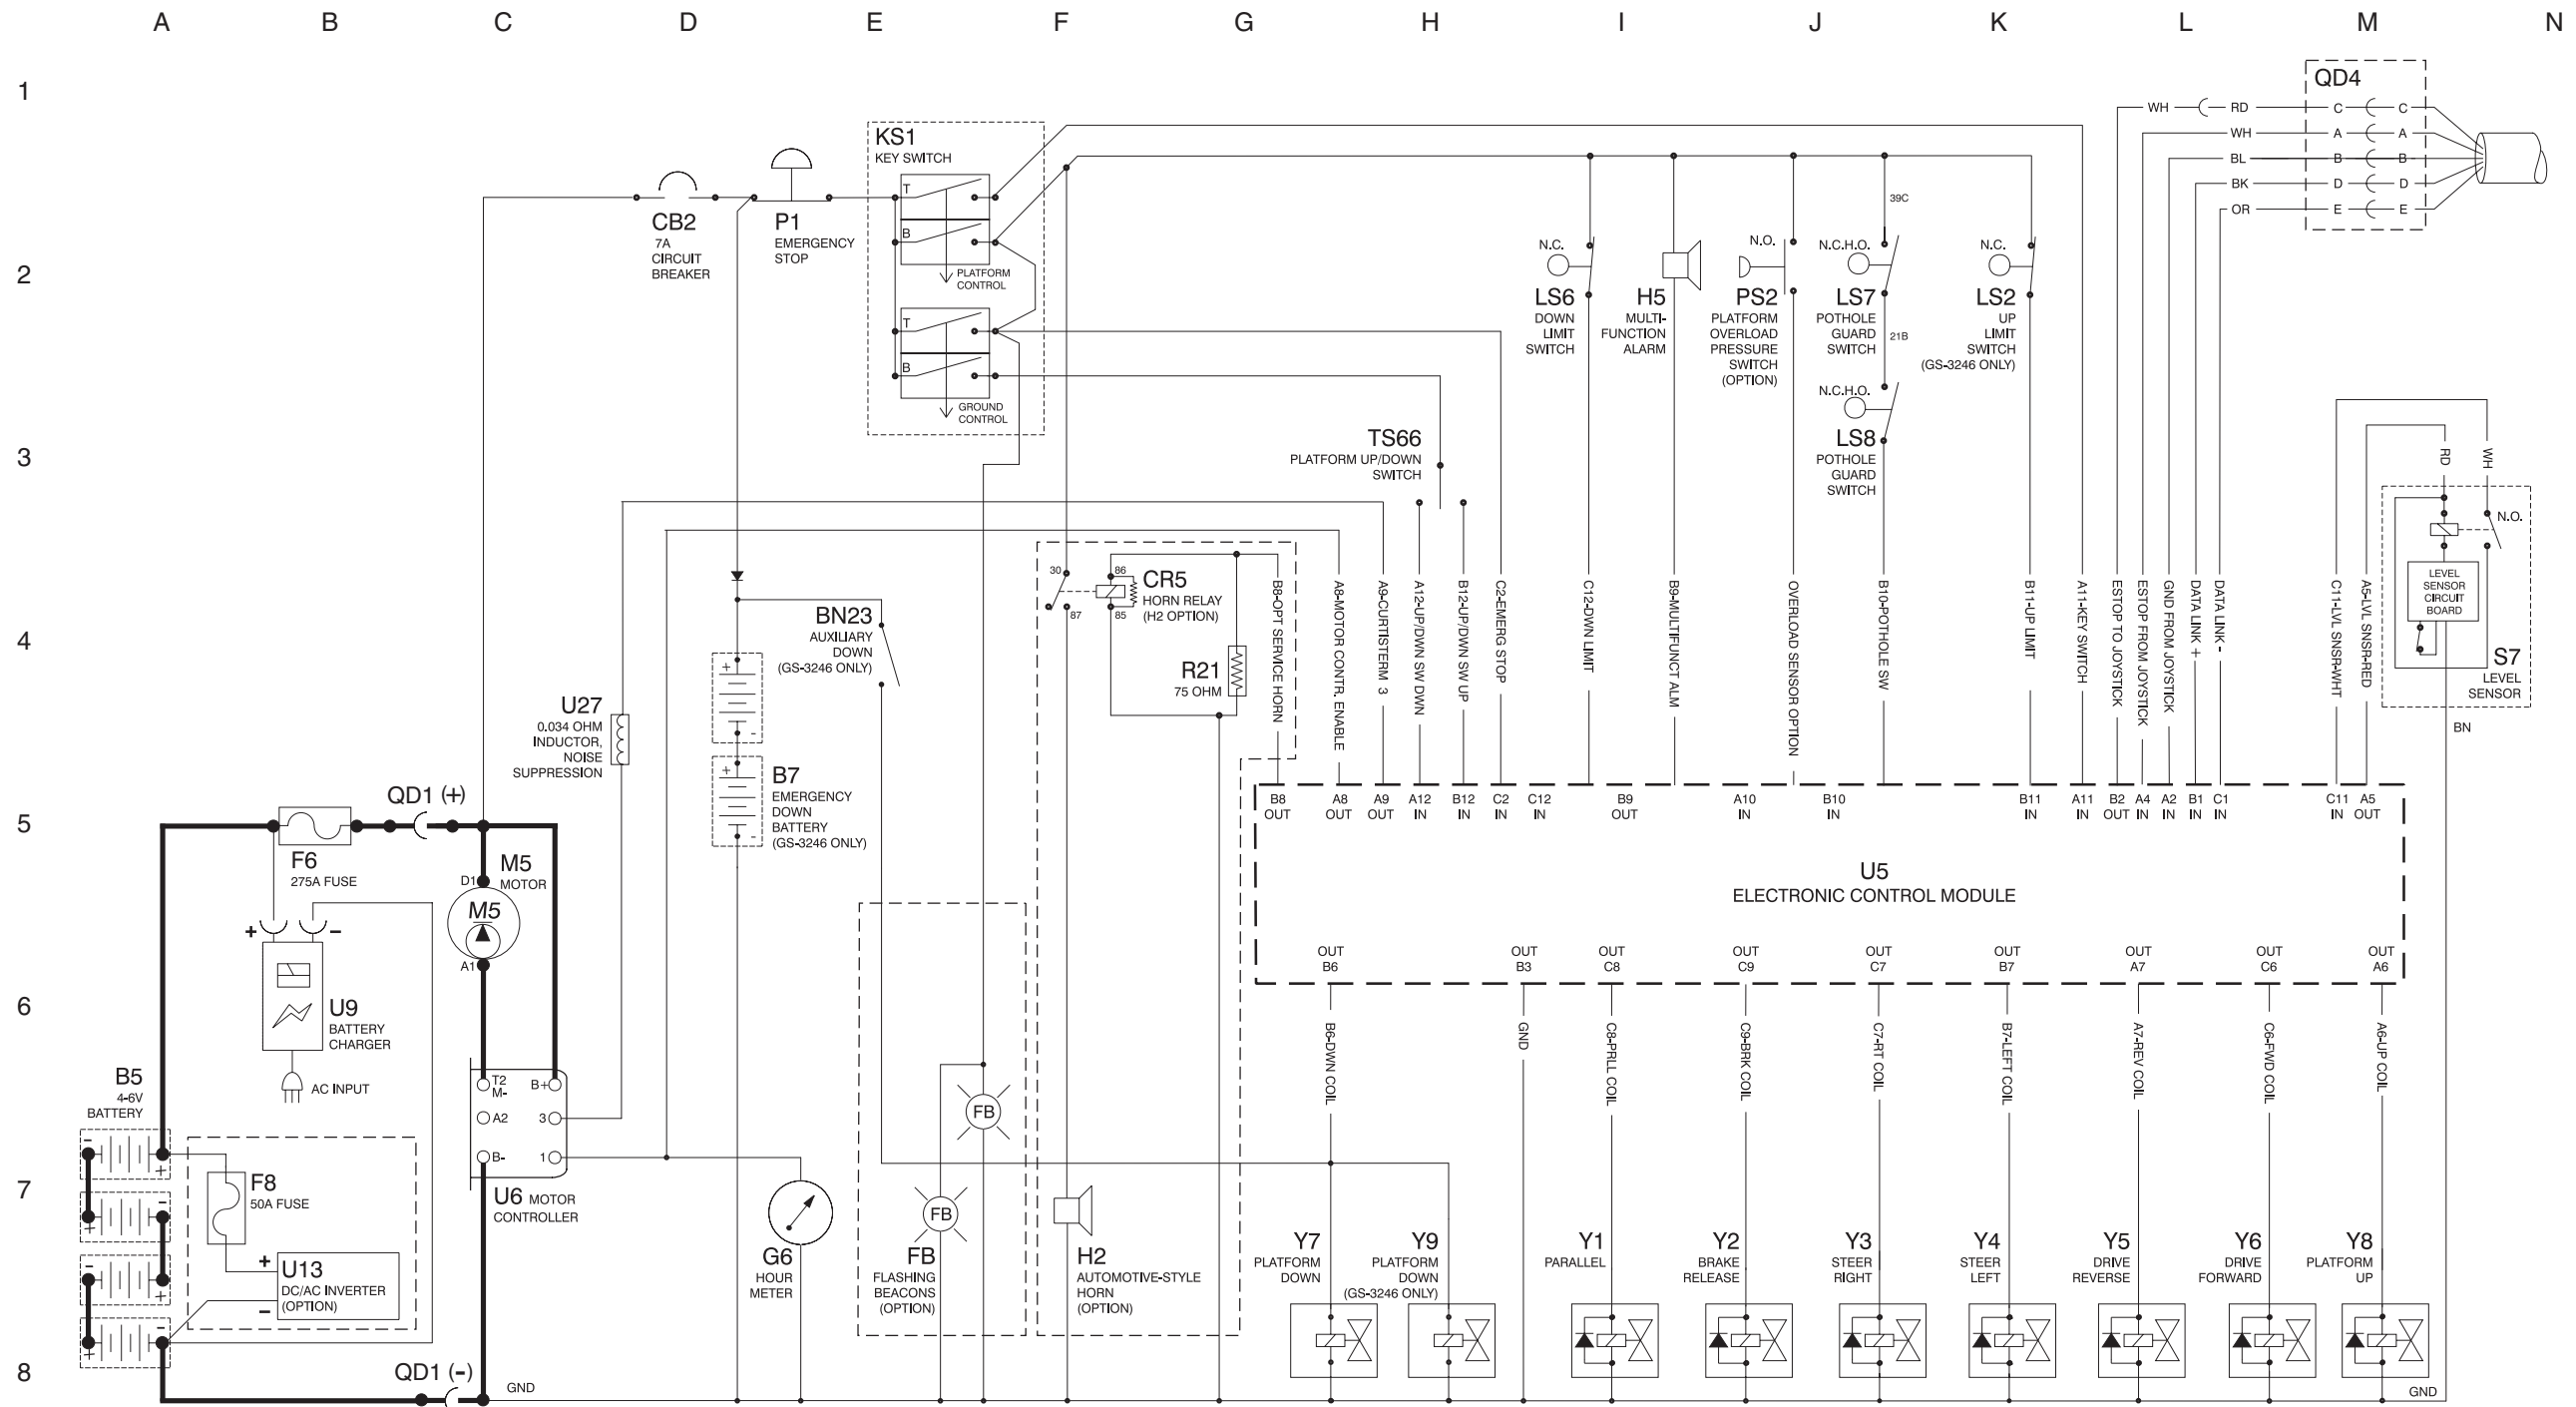 A B C D E F G H I J K L M N
1
2
3
4
5
6
7
8
QD4
WH RD C C
WH A A
BL B B
BK D D
OR E E
KS1
KEY SWITCH
T
B
PLATFORM
CONTROL
T
B
GROUND
CONTROL
CB2
7A
CIRCUIT
BREAKER
P1
EMERGENCY
STOP
N.C.
LS6
DOWN
LIMIT
SWITCH
H5
MULTI-
FUNCTION
ALARM
N.O.
PS2
PLATFORM
OVERLOAD
PRESSURE
SWITCH
(OPTION)
39C
N.C.H.O.
LS7
POTHOLE
GUARD
SWITCH
21B
N.C.H.O.
LS8
POTHOLE
GUARD
SWITCH
N.C.
LS2
UP
LIMIT
SWITCH
(GS-3246 ONLY)
TS66
PLATFORM UP/DOWN
SWITCH
RD
WH
N.O.
LEVEL
SENSOR
CIRCUIT
BOARD
S7
LEVEL
SENSOR
BN
30
87
86
85
CR5
HORN RELAY
(H2 OPTION)
R21
75 OHM
BN23
AUXILIARY
DOWN
(GS-3246 ONLY)
+
-
+
-
B7
EMERGENCY
DOWN
BATTERY
(GS-3246 ONLY)
U27
0.034 OHM
INDUCTOR,
NOISE
SUPPRESSION
B8-OPT SERVICE HORN
A8-MOTOR CONTR. ENABLE
A9-CURTISTERM 3
A12-UP/DWN SW DWN
B12-UP/DWN SW UP
C2-EMERG STOP
C12-DWN LIMIT
B9-MULTIFUNCT ALM
OVERLOAD SENSOR OPTION
B10-POTHOLE SW
B11-UP LIMIT
A11-KEY SWITCH
ESTOP TO JOYSTICK
ESTOP FROM JOYSTICK
GND FROM JOYSTICK
DATA LINK +
DATA LINK -
C11-LVL SNSR-WHT
A5-LVL SNSR-RED
B8 A8 A9 A12 B12 C2 C12 B9 A10 B10 B11 A11 B2 A4 A2 B1 C1 C11 A5
OUT OUT OUT IN IN IN IN OUT IN IN IN IN OUT IN IN IN IN IN OUT
U5
ELECTRONIC CONTROL MODULE
OUT OUT OUT OUT OUT OUT OUT OUT OUT
B6 B3 C8 C9 C7 B7 A7 C6 A6
B6-DWN COIL
GND
C8-PRLL COIL
C9-BRK COIL
C7-RT COIL
B7-LEFT COIL
A7-REV COIL
C6-FWD COIL
A6-UP COIL
QD1 (+)
F6
275A FUSE
D1
M5
MOTOR
M5
A1
+
-
U9
BATTERY
CHARGER
AC INPUT
B5
4-6V
BATTERY
-
+
-
+
-
+
-
+
F8
50A FUSE
+
U13
DC/AC INVERTER
(OPTION)
-
T2
M-
B+
A2
3
B-
1
U6 MOTOR
CONTROLLER
G6
HOUR
METER
FB
FB
FB
FLASHING
BEACONS
(OPTION)
H2
AUTOMOTIVE-STYLE
HORN
(OPTION)
Y7
PLATFORM
DOWN
Y9
PLATFORM
DOWN
(GS-3246 ONLY)
Y1
PARALLEL
Y2
BRAKE
RELEASE
Y3
STEER
RIGHT
Y4
STEER
LEFT
Y5
DRIVE
REVERSE
Y6
DRIVE
FORWARD
Y8
PLATFORM
UP
QD1 (-)
GND
GND